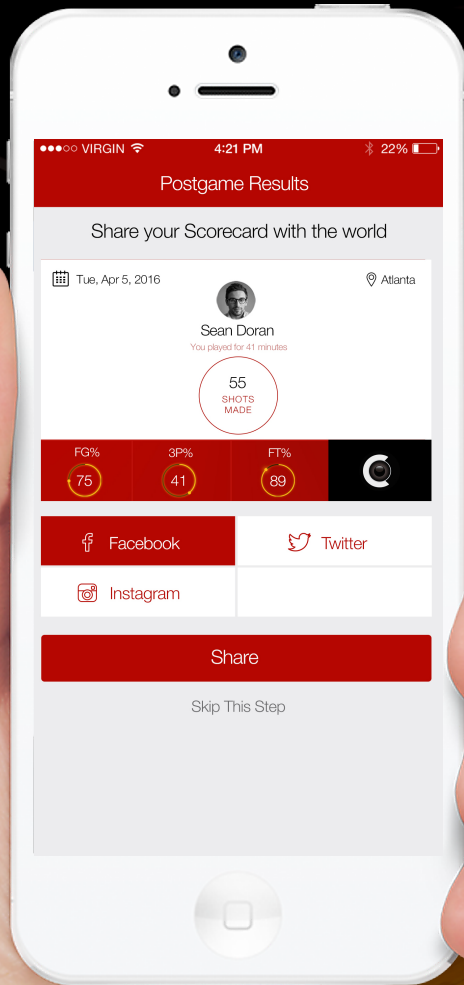 VIRGIN 4:21 PM 22%
Postgame Results
Share your Scorecard with the world
Tue, Apr 5, 2016 Atlanta
Sean Doran
You played for 41 minutes
55
SHOTS
MADE
FG% 3P% FT%
75 41 89
Facebook Twitter
Instagram
Share
Skip This Step